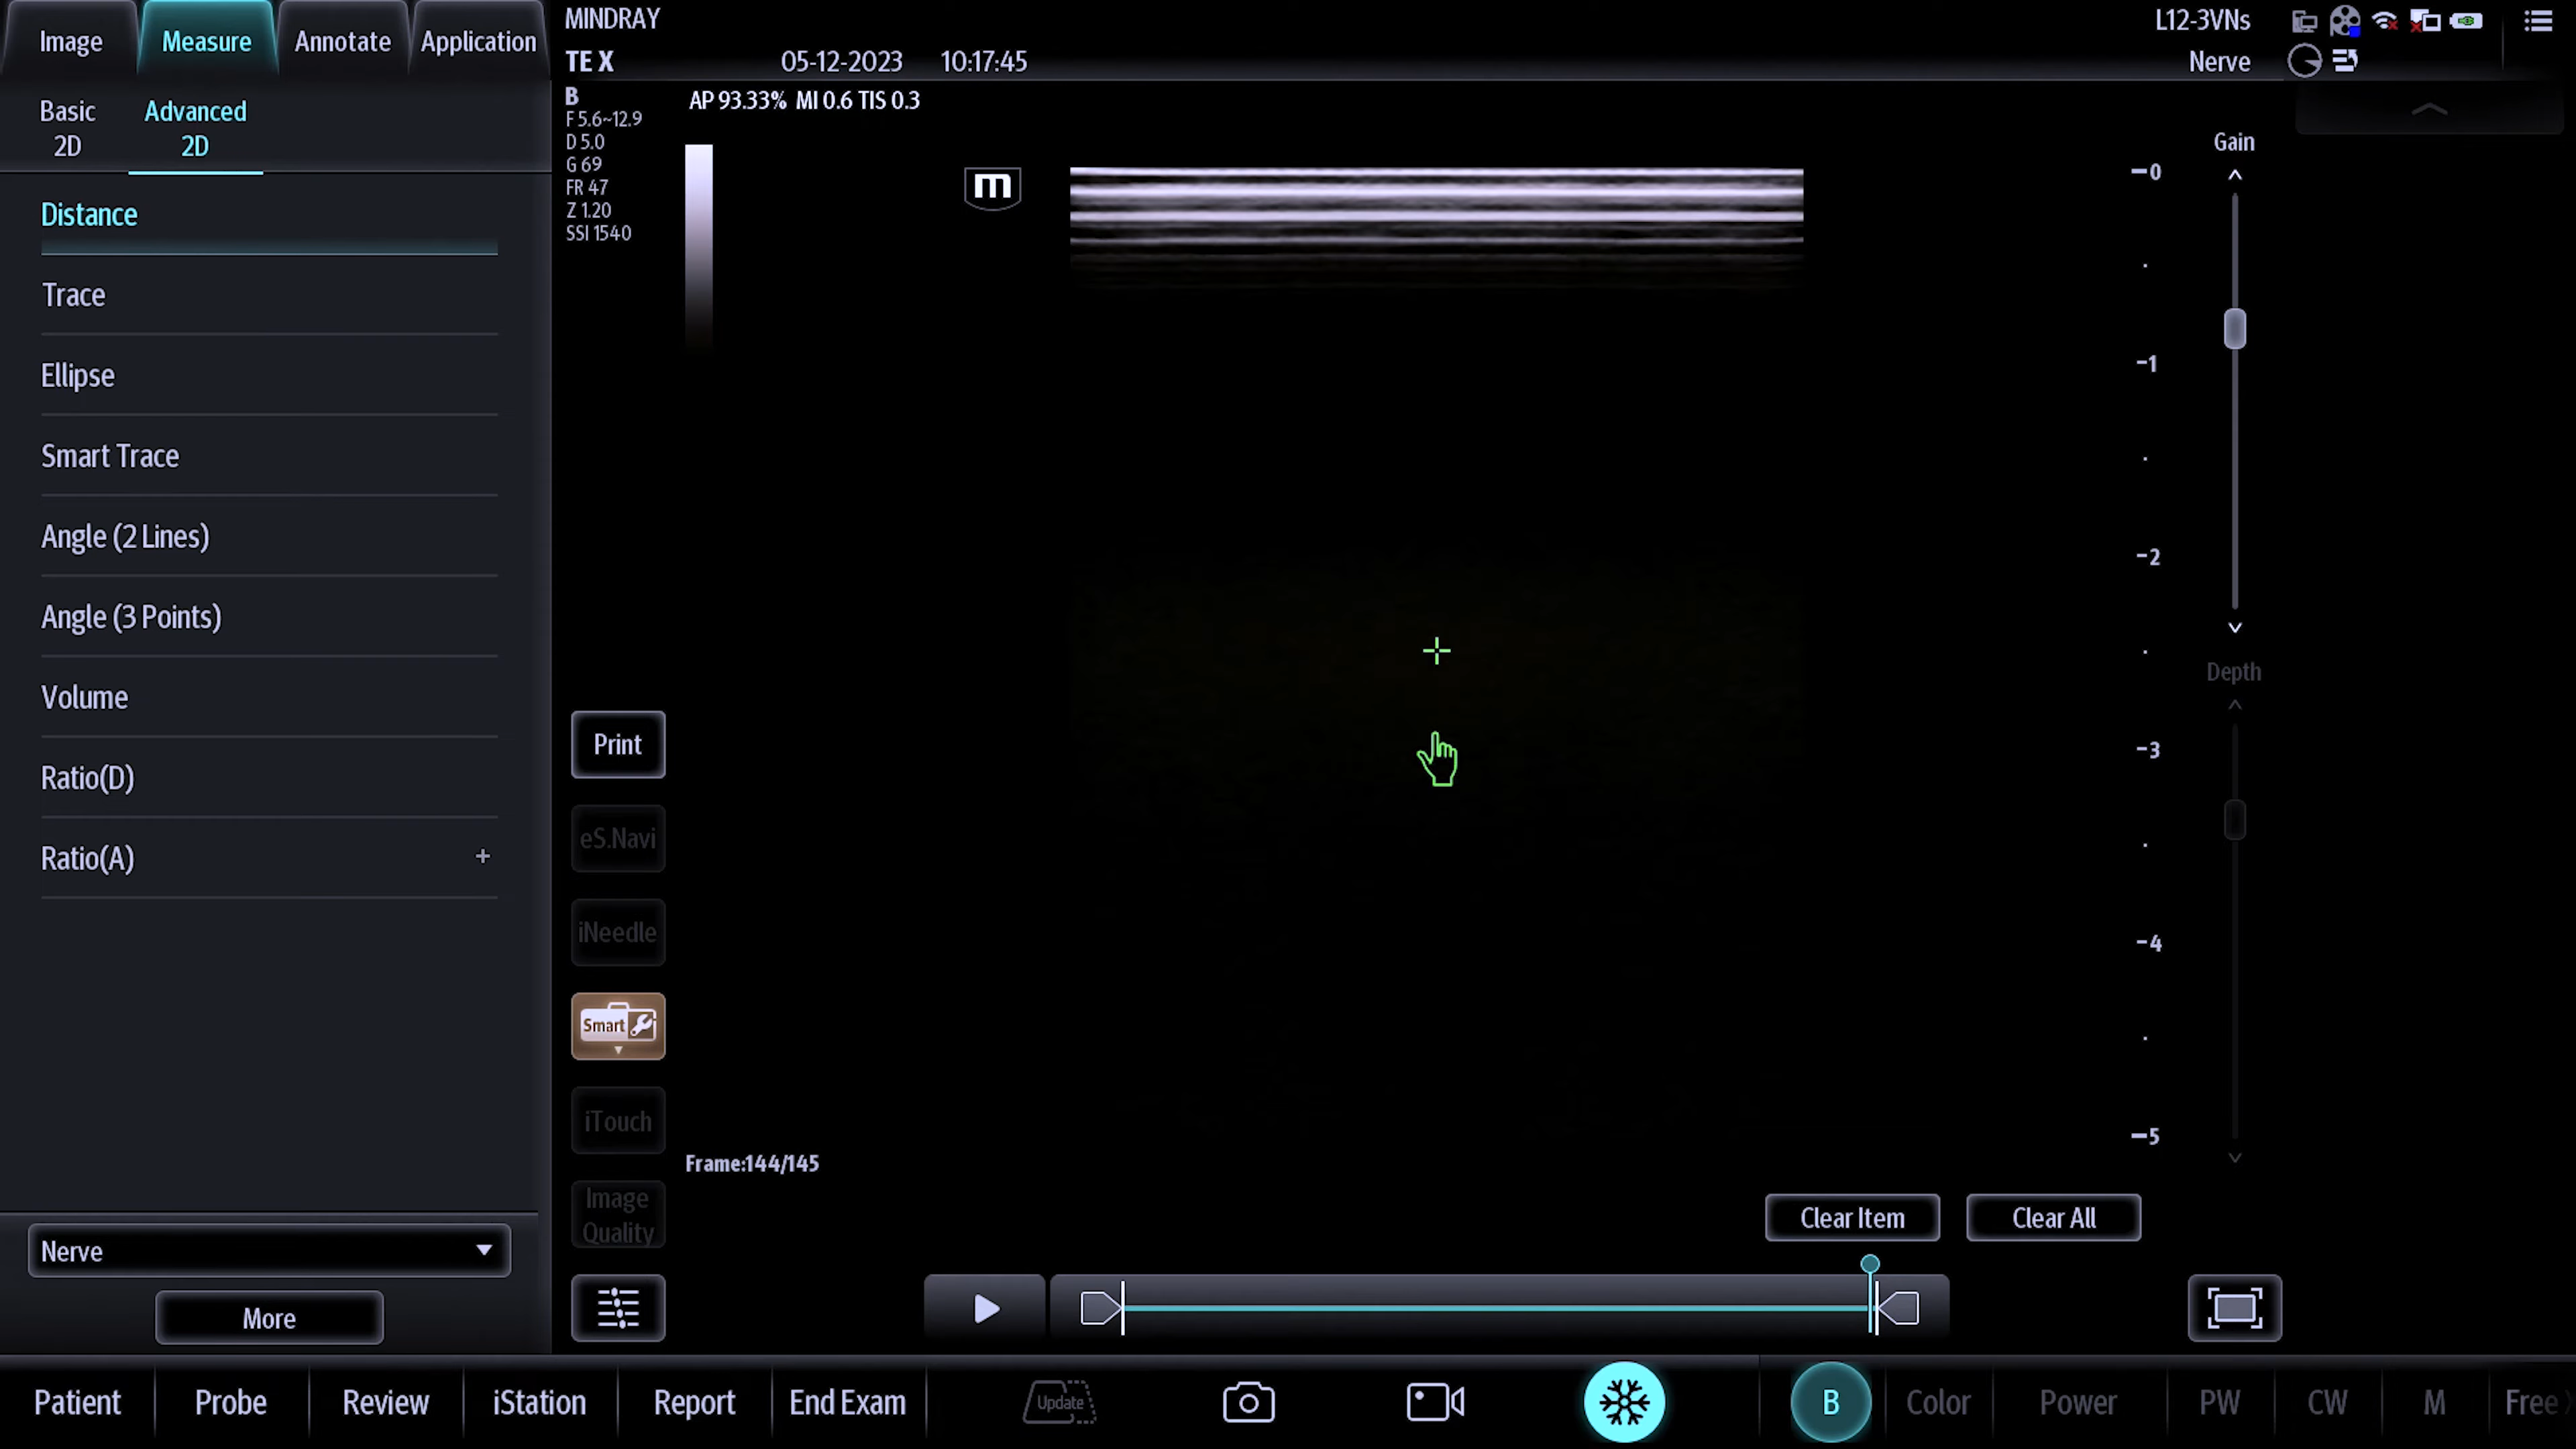 Image
Measure
Annotate
Application
Basic
2D
Advanced
2D
Distance
Trace
Ellipse
Smart Trace
Angle (2 Lines)
Angle (3 Points)
Volume
Ratio(D)
Ratio(A) +
Nerve
More
MINDRAY
TE X 05-12-2023 10:17:45
L12-3VNs
Nerve
B
F 5.6~12.9
D 5.0
G 69
FR 47
Z 1.20
SSI 1540
AP 93.33% MI 0.6 TIS 0.3
m
0
1
2
3
4
5
Gain
Depth
Print
eS.Navi
iNeedle
Smart
iTouch
Image
Quality
Frame:144/145
Clear Item
Clear All
Patient
Probe
Review
iStation
Report
End Exam
Update
B
Color
Power
PW
CW
M
Free